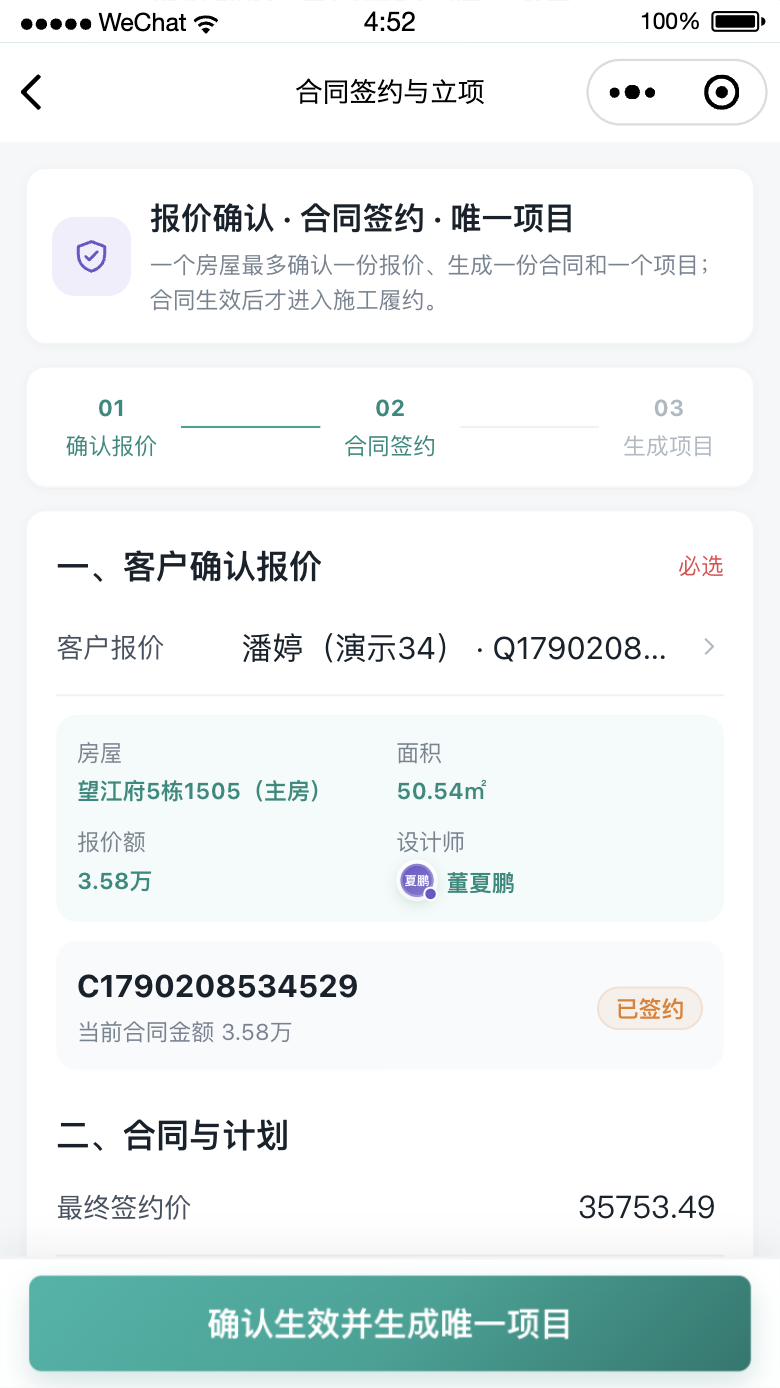 ●●●●● WeChat 4:52 100%
合同签约与立项
报价确认 · 合同签约 · 唯一项目
一个房屋最多确认一份报价、生成一份合同和一个项目；
合同生效后才进入施工履约。
01 02 03
确认报价 合同签约 生成项目
一、客户确认报价 必选
客户报价 潘婷（演示34） · Q1790208...
房屋 面积
望江府5栋1505（主房） 50.54㎡
报价额 设计师
3.58万 夏鹏 董夏鹏
C1790208534529
已签约
当前合同金额 3.58万
二、合同与计划
最终签约价 35753.49
确认生效并生成唯一项目